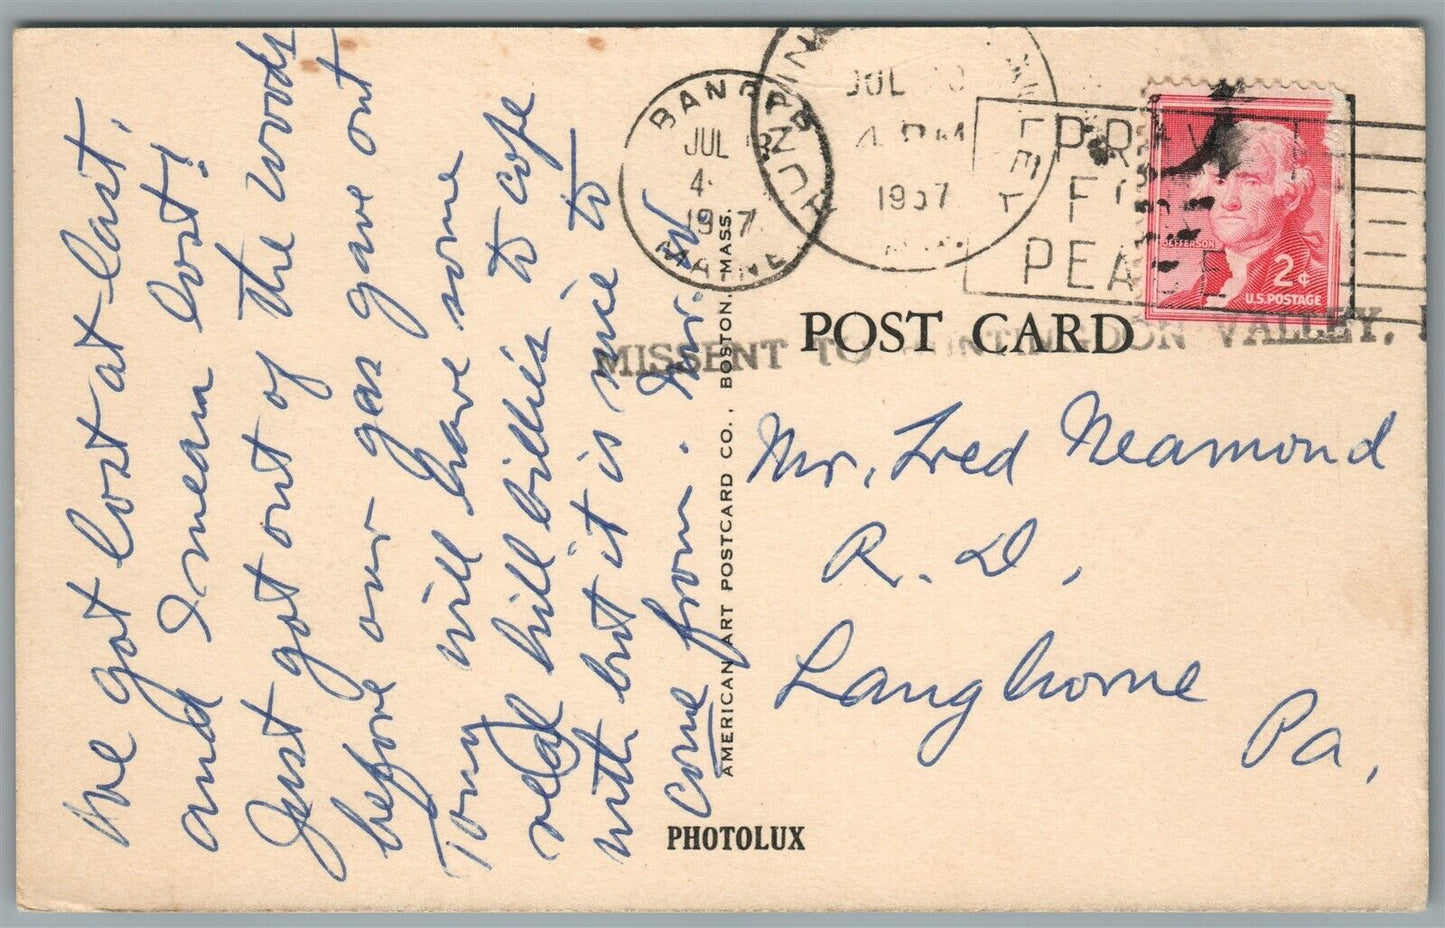 We got lost at last,
and I mean lost!
Just got out of the woods
before our gas gave out
Tony will have some
real hill billies to cope
with but it is nice to
come from.
BANGOR
JUL
4
1957
MAINE
JUL
4 PM
1957
PRAY
FOR
PEACE
JEFFERSON
2¢
U.S. POSTAGE
MISSENT TO HUNTINGDON VALLEY,
POST CARD
Mr. Fred Neamond
R. D.
Langhorne
Pa.
AMERICAN ART POSTCARD CO., BOSTON, MASS.
PHOTOLUX